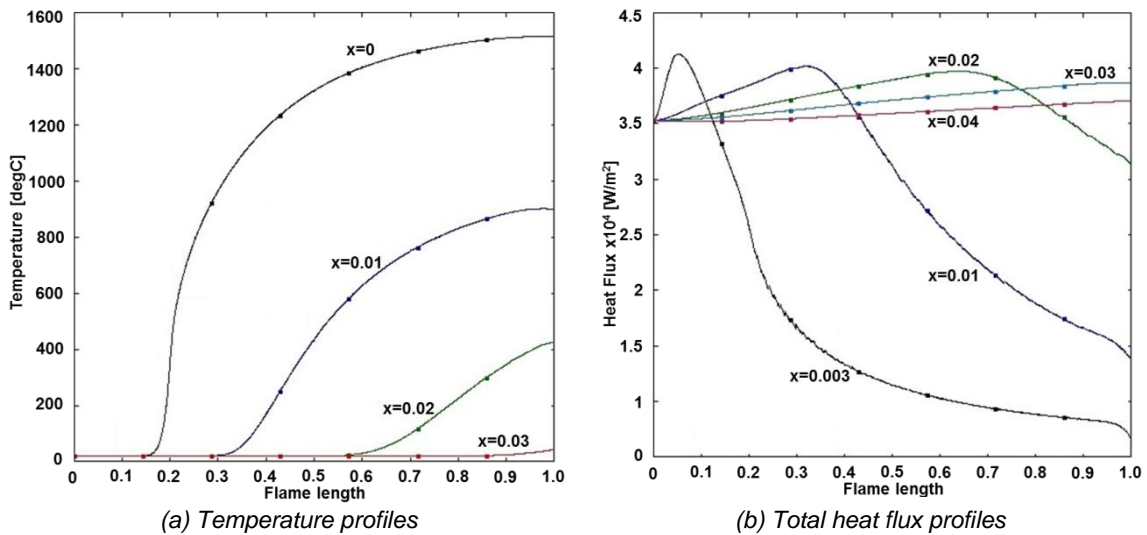 1600
1400
1200
1000
800
600
400
200
0
Temperature [degC]
x=0
x=0.01
x=0.02
x=0.03
0 0.1 0.2 0.3 0.4 0.5 0.6 0.7 0.8 0.9 1.0
Flame length
(a) Temperature profiles
4.5
4
3.5
3
2.5
2
1.5
1
0
Heat Flux x10⁴ [W/m²]
x=0.02
x=0.03
x=0.04
x=0.01
x=0.003
0 0.1 0.2 0.3 0.4 0.5 0.6 0.7 0.8 0.9 1.0
Flame length
(b) Total heat flux profiles